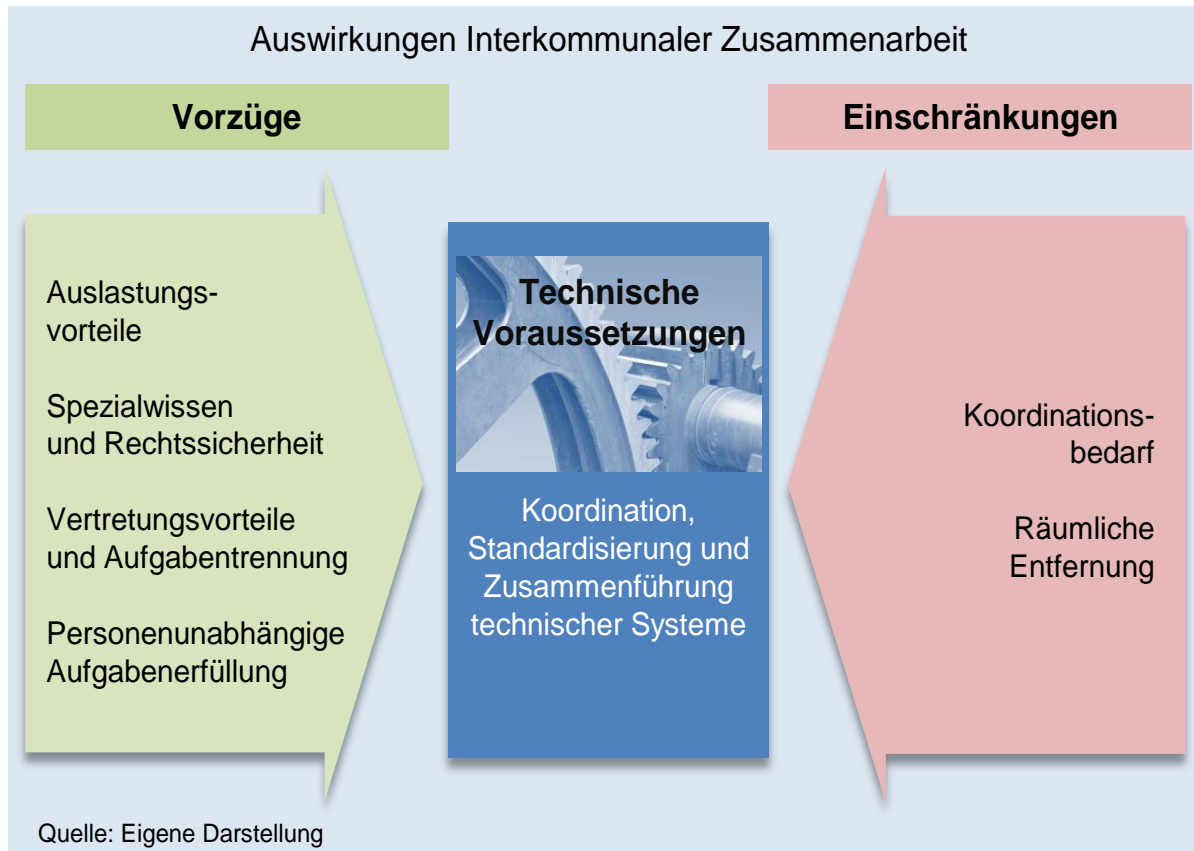 Auswirkungen Interkommunaler Zusammenarbeit
Vorzüge
Auslastungs-
vorteile
Spezialwissen
und Rechtssicherheit
Vertretungsvorteile
und Aufgabentrennung
Personenunabhängige
Aufgabenerfüllung
Technische
Voraussetzungen
Koordination,
Standardisierung und
Zusammenführung
technischer Systeme
Einschränkungen
Koordinations-
bedarf
Räumliche
Entfernung
Quelle: Eigene Darstellung